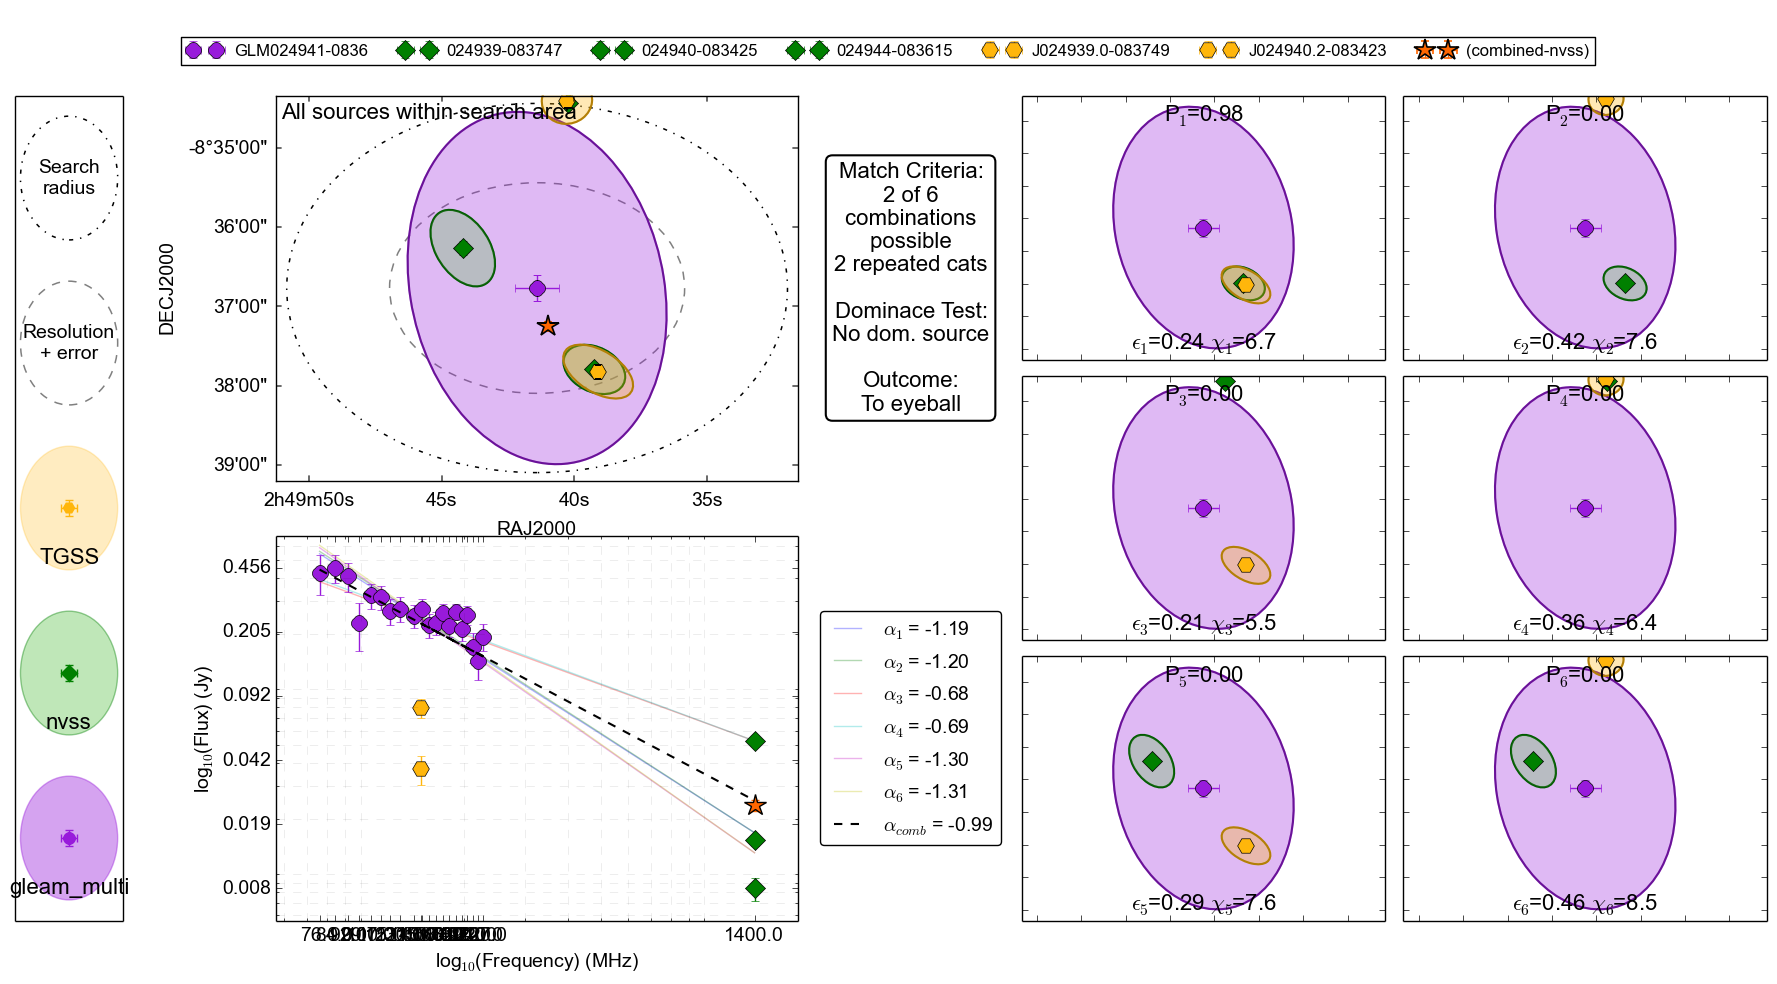 GLM024941-0836 024939-083747 024940-083425 024944-083615 J024939.0-083749 J024940.2-083423 (combined-nvss)
Search
radius
Resolution
+ error
TGSS
nvss
gleam_multi
All sources within search area
DECJ2000
-8°35'00"
36'00"
37'00"
38'00"
39'00"
2h49m50s 45s 40s 35s
RAJ2000
Match Criteria:
2 of 6
combinations
possible
2 repeated cats
Dominace Test:
No dom. source
Outcome:
To eyeball
log10(Flux) (Jy)
0.456
0.205
0.092
0.042
0.019
0.008
1400.0
log10(Frequency) (MHz)
α1 = -1.19
α2 = -1.20
α3 = -0.68
α4 = -0.69
α5 = -1.30
α6 = -1.31
αcomb = -0.99
P1=0.98
ϵ1=0.24 χ1=6.7
P2=0.00
ϵ2=0.42 χ2=7.6
P3=0.00
ϵ3=0.21 χ3=5.5
P4=0.00
ϵ4=0.36 χ4=6.4
P5=0.00
ϵ5=0.29 χ5=7.6
P6=0.00
ϵ6=0.46 χ6=8.5